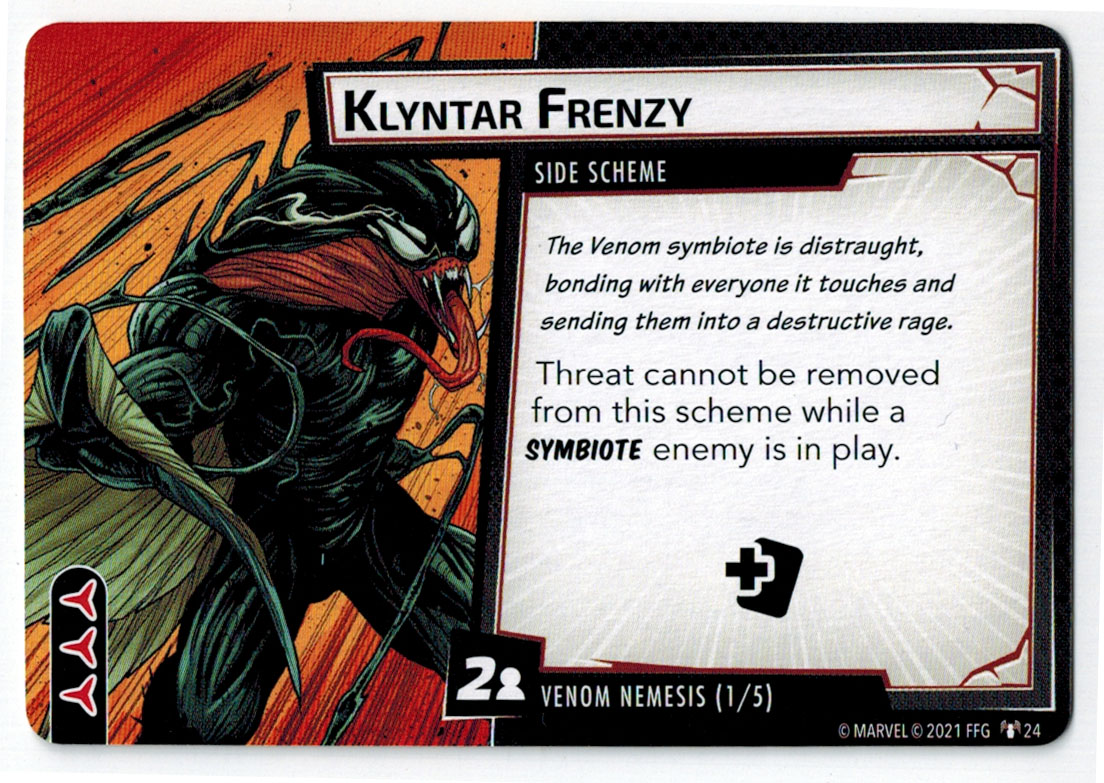 KLYNTAR FRENZY
SIDE SCHEME
The Venom symbiote is distraught,
bonding with everyone it touches and
sending them into a destructive rage.
Threat cannot be removed
from this scheme while a
SYMBIOTE enemy is in play.
2
VENOM NEMESIS (1/5)
© MARVEL © 2021 FFG 24